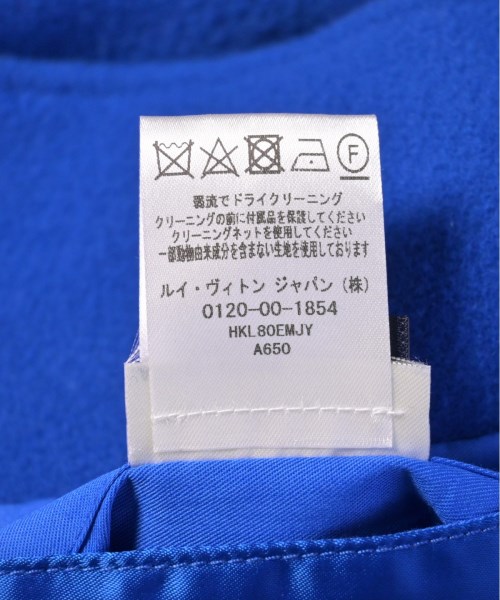 F
弱流でドライクリーニング
クリーニングの前に付属品を保護してください
クリーニングネットを使用してください
一部動物由来成分を含まない生地を使用しております
ルイ・ヴィトン ジャパン (株)
0120-00-1854
HKL80EMJY
A650